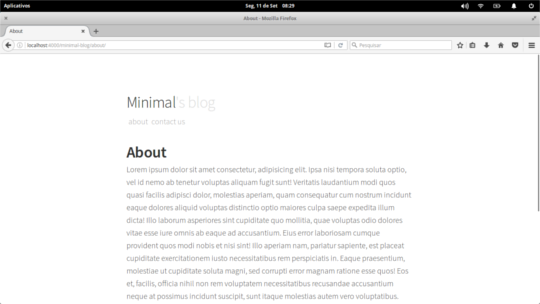 Aplicativos
Seg, 11 de Set 08:29
About - Mozilla Firefox
About
localhost:4000/minimal-blog/about/
Pesquisar
Minimal's blog
about contact us
About
Lorem ipsum dolor sit amet consectetur, adipisicing elit. Ipsa nisi tempora soluta optio,
vel id nemo ab tenetur voluptas aliquam fugit sunt! Veritatis laudantium modi quos
quasi facilis adipisci dolor, molestias aperiam, quam consequatur cum nostrum incidunt
eaque dolores aliquid voluptas distinctio optio maiores culpa saepe expedita illum
dicta! Illo laborum asperiores sint cupiditate quo mollitia, quae voluptas odio dolores
vitae esse iure omnis ab eaque ad accusantium. Eius error laboriosam cumque
provident quos modi nobis et nisi sint! Illo aperiam nam, pariatur sapiente, est placeat
cupiditate exercitationem iusto necessitatibus rem perspiciatis in. Eaque praesentium,
molestiae ut cupiditate soluta magni, sed corrupti error magnam ratione esse quos! Eos
et, facilis, officia nihil non rem voluptatem necessitatibus recusandae accusantium
neque at possimus incidunt suscipit, sunt itaque molestias autem vero voluptatibus.